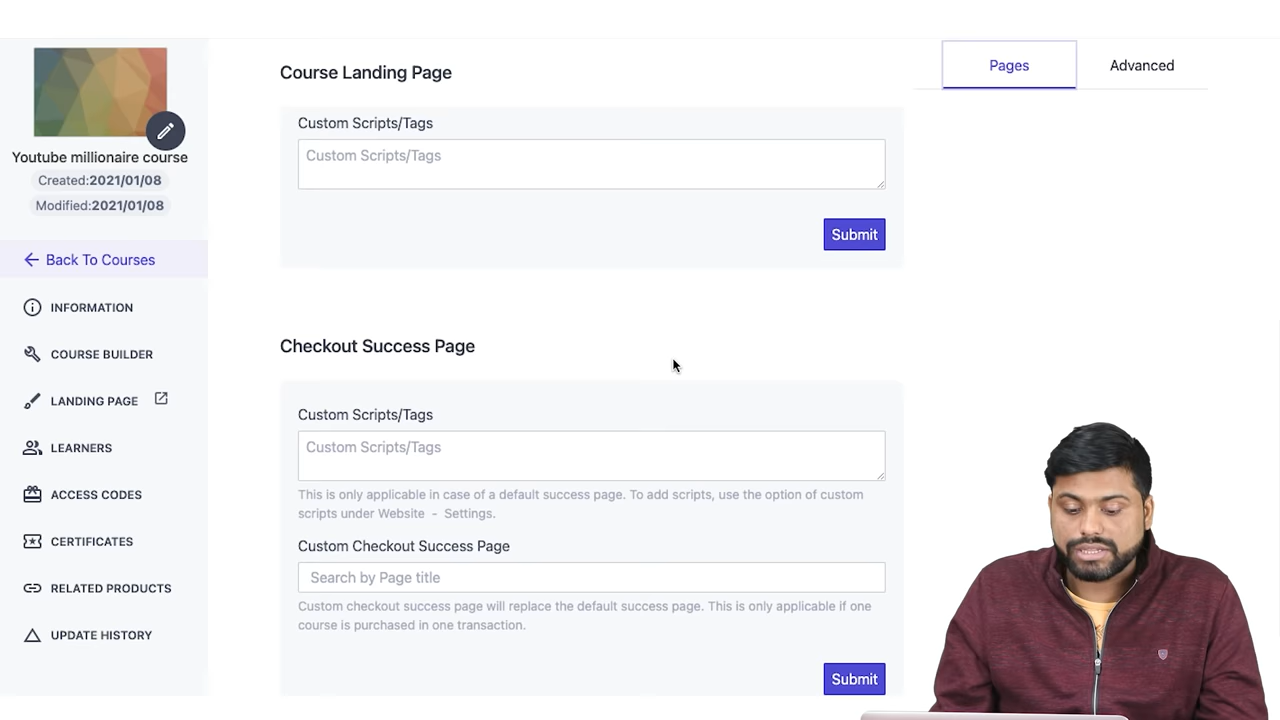 Youtube millionaire course
Created:2021/01/08
Modified:2021/01/08
Back To Courses
INFORMATION
COURSE BUILDER
LANDING PAGE
LEARNERS
ACCESS CODES
CERTIFICATES
RELATED PRODUCTS
UPDATE HISTORY
Course Landing Page
Custom Scripts/Tags
Custom Scripts/Tags
Submit
Checkout Success Page
Custom Scripts/Tags
Custom Scripts/Tags
This is only applicable in case of a default success page. To add scripts, use the option of custom
scripts under Website - Settings.
Custom Checkout Success Page
Search by Page title
Custom checkout success page will replace the default success page. This is only applicable if one
course is purchased in one transaction.
Submit
Pages
Advanced